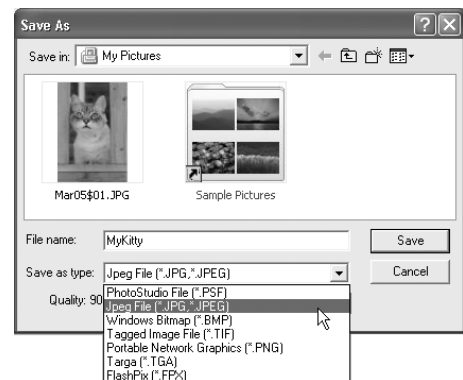 Save As
Save in: My Pictures
Mar05$01.JPG Sample Pictures
File name: MyKitty Save
Save as type: Jpeg File (*.JPG,*.JPEG) Cancel
Quality: 90
PhotoStudio File (*.PSF)
Jpeg File (*.JPG,*.JPEG)
Windows Bitmap (*.BMP)
Tagged Image File (*.TIF)
Portable Network Graphics (*.PNG)
Targa (*.TGA)
FlashPix (*.FPX)